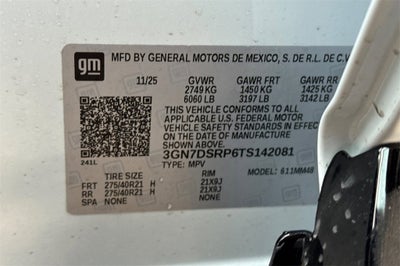 gm MFD BY GENERAL MOTORS DE MEXICO, S. DE R.L. DE C.V.
11/25 GVWR GAWR FRT GAWR RR
2749 KG 1450 KG 1425 KG
6060 LB 3197 LB 3142 LB
THIS VEHICLE CONFORMS TO ALL
APPLICABLE U.S. FEDERAL MOTOR
VEHICLE SAFETY STANDARDS IN EFFECT
ON THE DATE OF MANUFACTURE
3GN7DSRP6TS142081
241L TYPE: MPV MODEL: 611MM48
TIRE SIZE RIM
FRT 275/40R21 H 21X9J
RR 275/40R21 H 21X9J
SPA NONE NONE